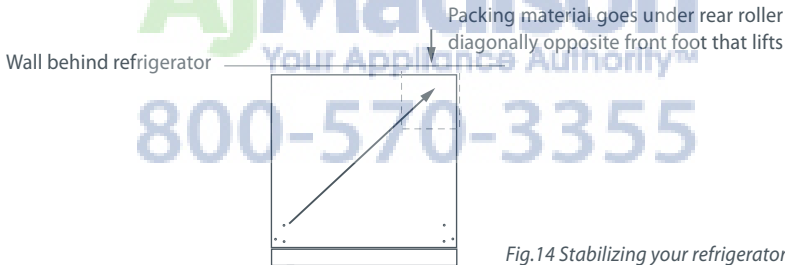 AJMadison
Packing material goes under rear roller
diagonally opposite front foot that lifts
Wall behind refrigerator
Your Appliance Authority™
800-570-3355
Fig.14 Stabilizing your refrigerator